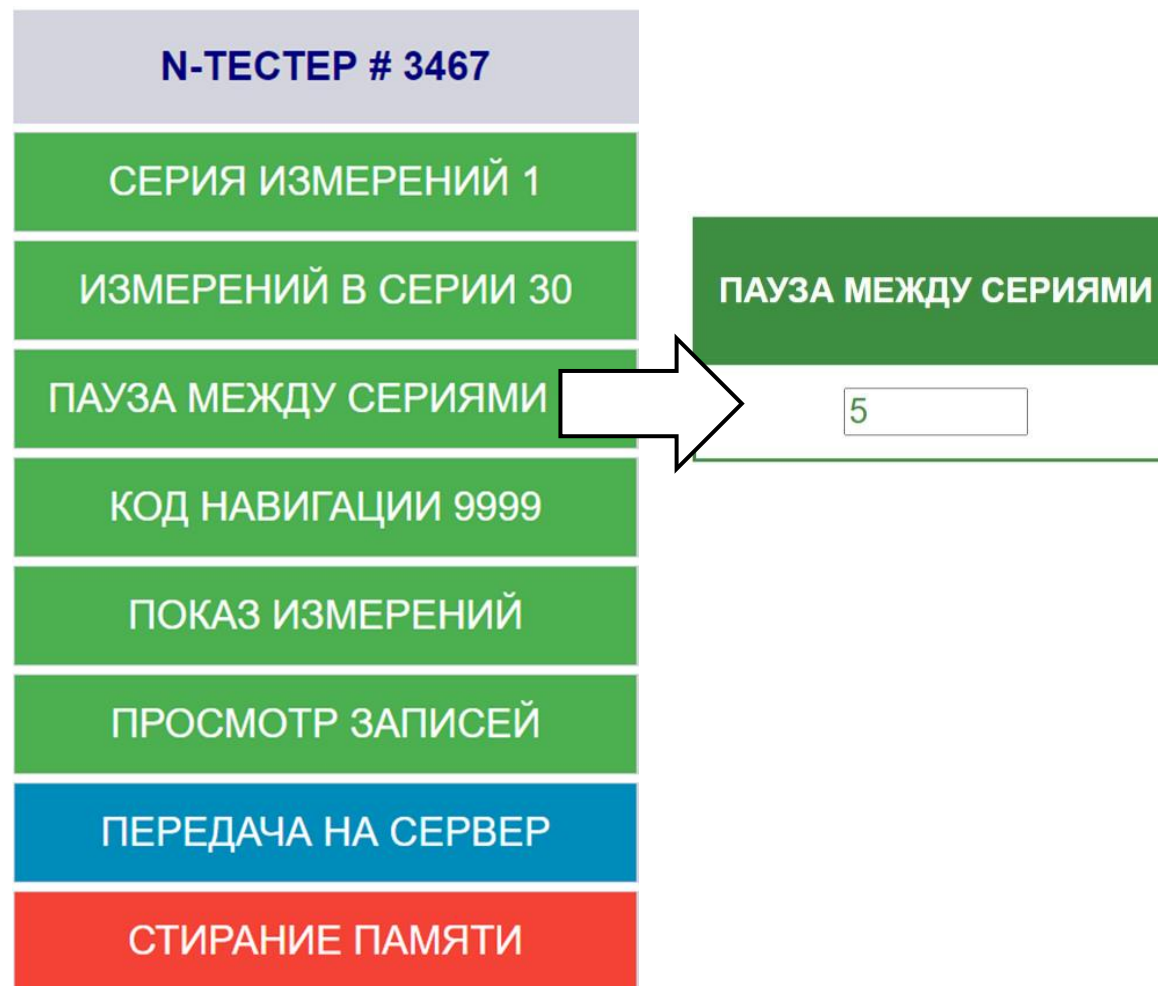 N-ТЕСТЕР # 3467
СЕРИЯ ИЗМЕРЕНИЙ 1
ИЗМЕРЕНИЙ В СЕРИИ 30
ПАУЗА МЕЖДУ СЕРИЯМИ
КОД НАВИГАЦИИ 9999
ПОКАЗ ИЗМЕРЕНИЙ
ПРОСМОТР ЗАПИСЕЙ
ПЕРЕДАЧА НА СЕРВЕР
СТИРАНИЕ ПАМЯТИ
ПАУЗА МЕЖДУ СЕРИЯМИ
5